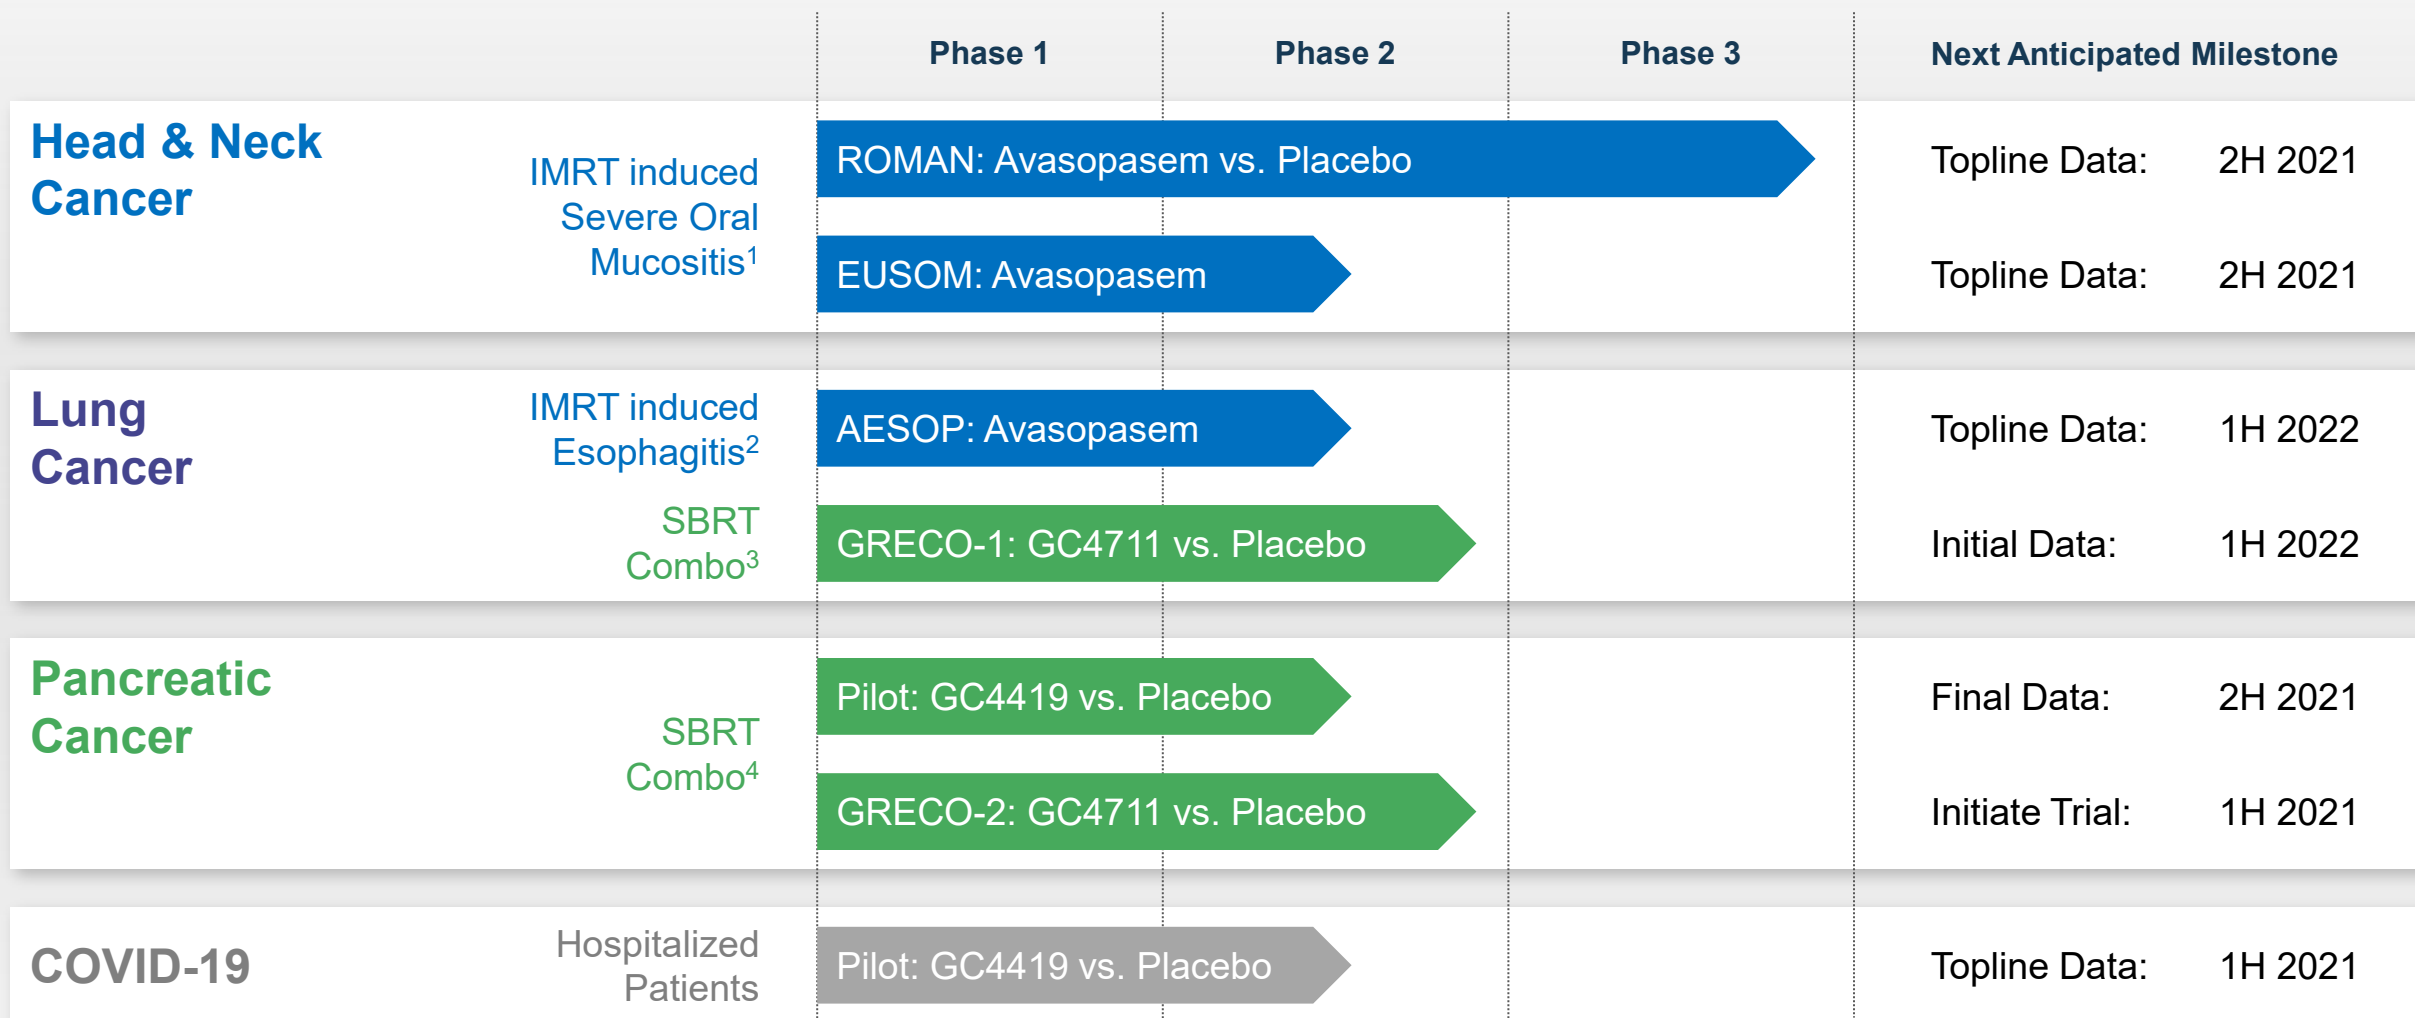 Phase 1 Phase 2 Phase 3 Next Anticipated Milestone
Head & Neck
Cancer
IMRT induced
Severe Oral
Mucositis¹
ROMAN: Avasopasem vs. Placebo
Topline Data: 2H 2021
EUSOM: Avasopasem
Topline Data: 2H 2021
Lung
Cancer
IMRT induced
Esophagitis²
AESOP: Avasopasem
Topline Data: 1H 2022
SBRT
Combo³
GRECO-1: GC4711 vs. Placebo
Initial Data: 1H 2022
Pancreatic
Cancer
SBRT
Combo⁴
Pilot: GC4419 vs. Placebo
Final Data: 2H 2021
GRECO-2: GC4711 vs. Placebo
Initiate Trial: 1H 2021
COVID-19
Hospitalized
Patients
Pilot: GC4419 vs. Placebo
Topline Data: 1H 2021